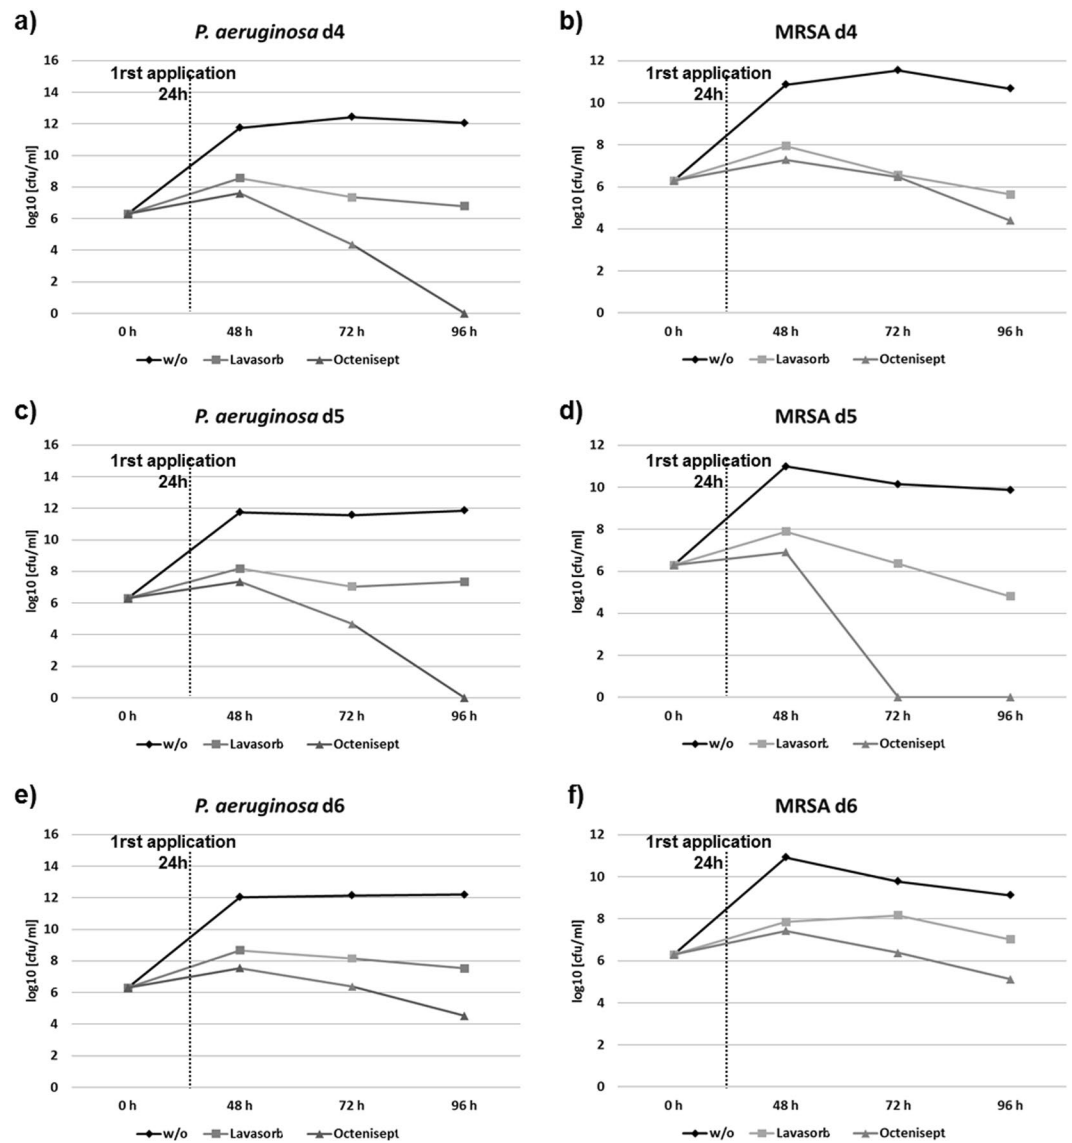 a)
P. aeruginosa d4
1rst application
24h
log10 [cfu/ml]
16
14
12
10
8
6
4
2
0
0 h 48 h 72 h 96 h
w/o Lavasorb Octenisept
b)
MRSA d4
1rst application
24h
log10 [cfu/ml]
12
10
8
6
4
2
0
0 h 48 h 72 h 96 h
w/o Lavasorb Octenisept
c)
P. aeruginosa d5
1rst application
24h
log10 [cfu/ml]
16
14
12
10
8
6
4
2
0
0 h 48 h 72 h 96 h
w/o Lavasorb Octenisept
d)
MRSA d5
1rst application
24h
log10 [cfu/ml]
12
10
8
6
4
2
0
0 h 48 h 72 h 96 h
w/o Lavasorb Octenisept
e)
P. aeruginosa d6
1rst application
24h
log10 [cfu/ml]
16
14
12
10
8
6
4
2
0
0 h 48 h 72 h 96 h
w/o Lavasorb Octenisept
f)
MRSA d6
1rst application
24h
log10 [cfu/ml]
12
10
8
6
4
2
0
0 h 48 h 72 h 96 h
w/o Lavasorb Octenisept